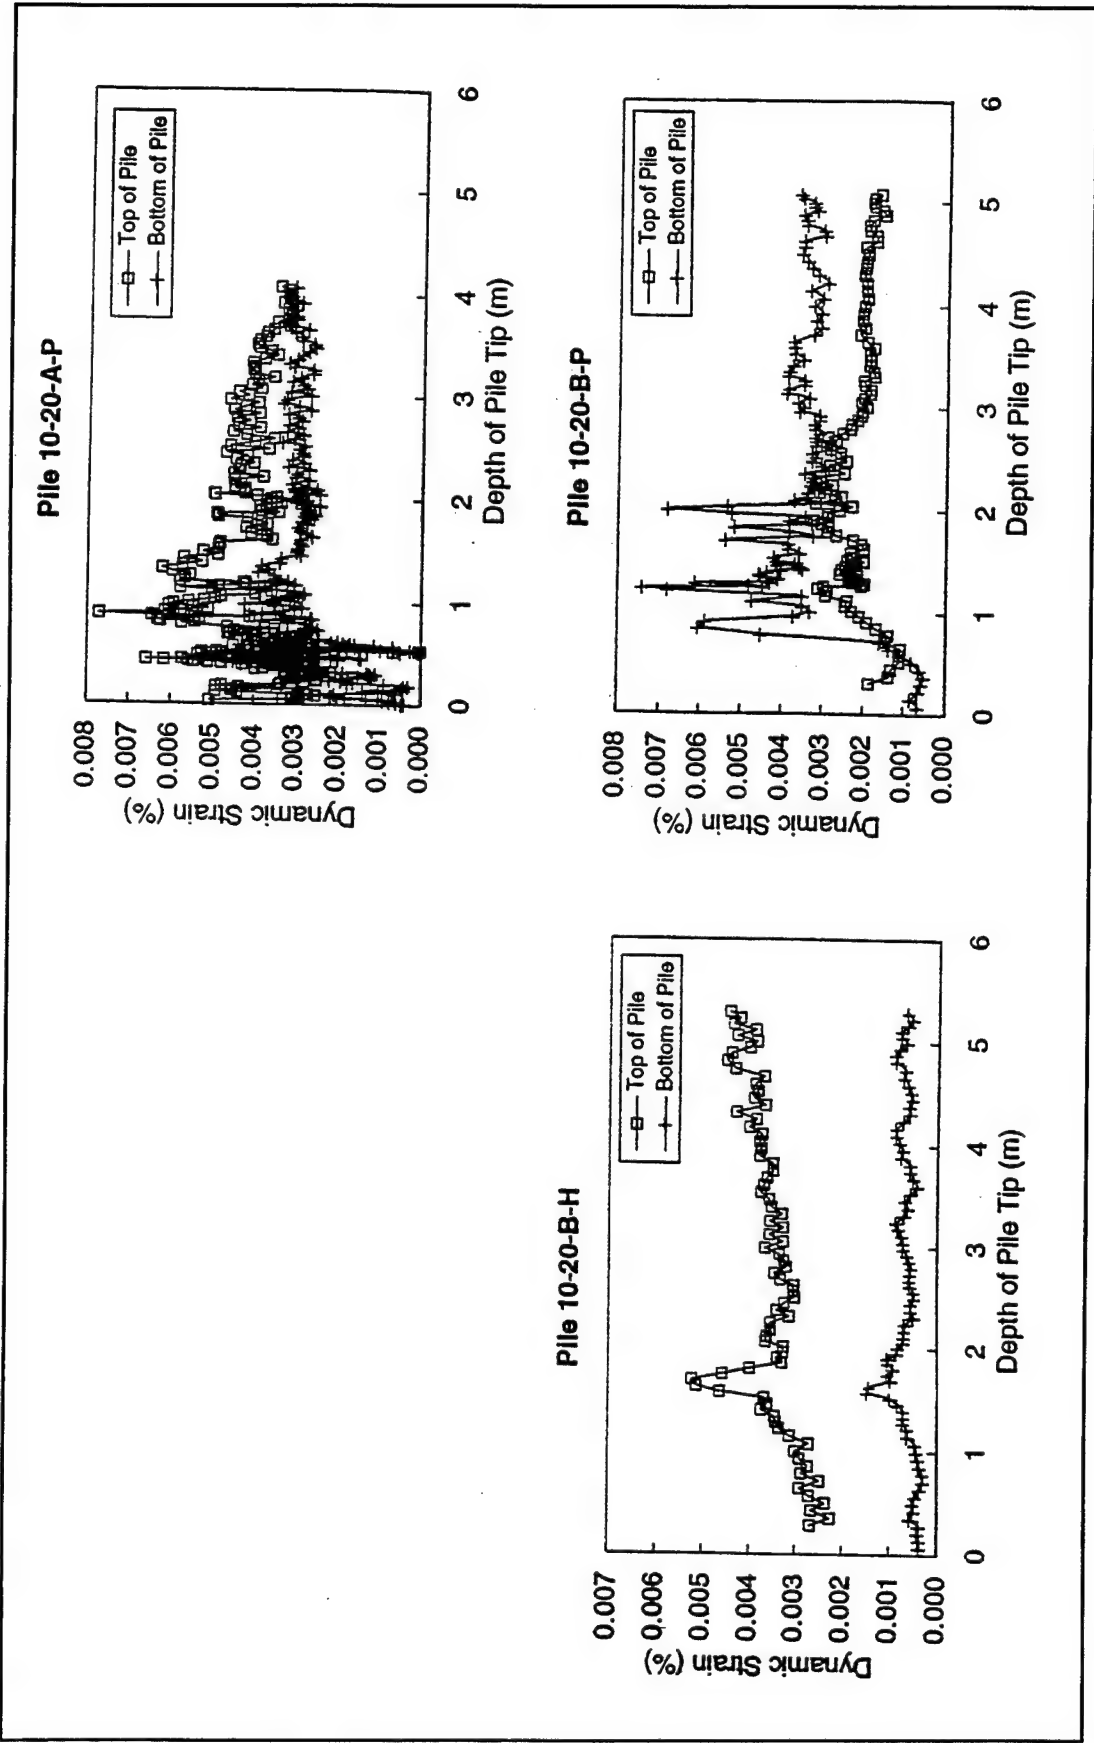 Pile 10-20-A-P
Top of Pile
Bottom of Pile
Dynamic Strain (%)
0.008
0.007
0.006
0.005
0.004
0.003
0.002
0.001
0.000
0 1 2 3 4 5 6
Depth of Pile Tip (m)
Pile 10-20-B-H
Top of Pile
Bottom of Pile
Dynamic Strain (%)
0.007
0.006
0.005
0.004
0.003
0.002
0.001
0.000
0 1 2 3 4 5 6
Depth of Pile Tip (m)
Pile 10-20-B-P
Top of Pile
Bottom of Pile
Dynamic Strain (%)
0.008
0.007
0.006
0.005
0.004
0.003
0.002
0.001
0.000
0 1 2 3 4 5 6
Depth of Pile Tip (m)